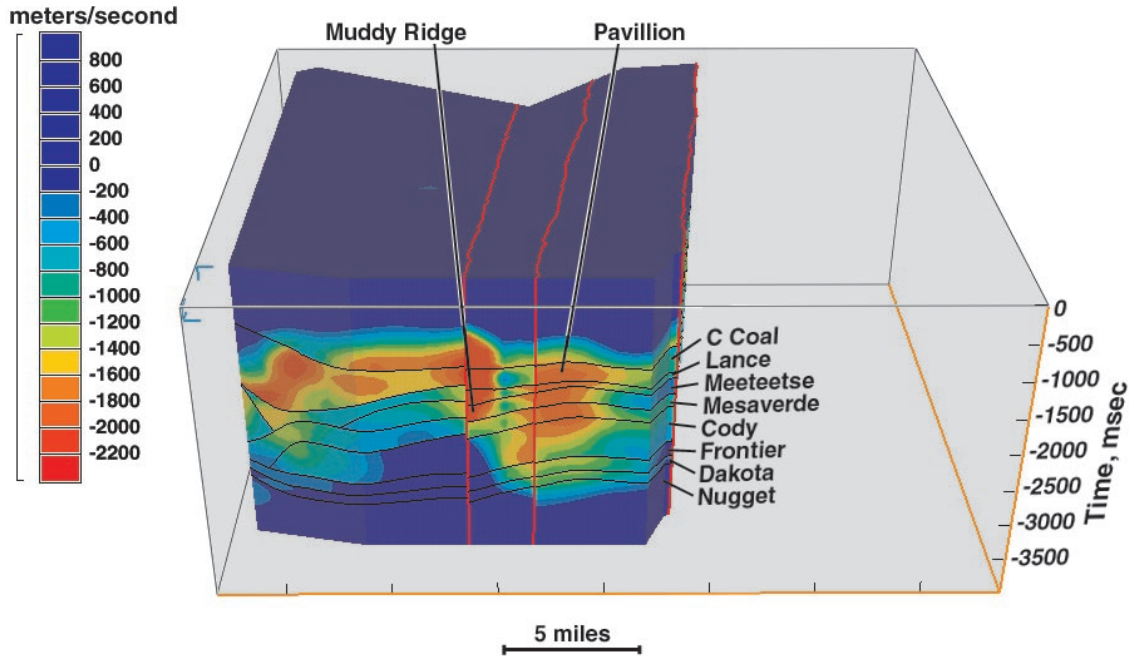 meters/second
800
600
400
200
0
-200
-400
-600
-800
-1000
-1200
-1400
-1600
-1800
-2000
-2200
Muddy Ridge
Pavillion
C Coal
Lance
Meeteetse
Mesaverde
Cody
Frontier
Dakota
Nugget
0
-500
-1000
-1500
-2000
-2500
-3000
-3500
Time, msec
5 miles